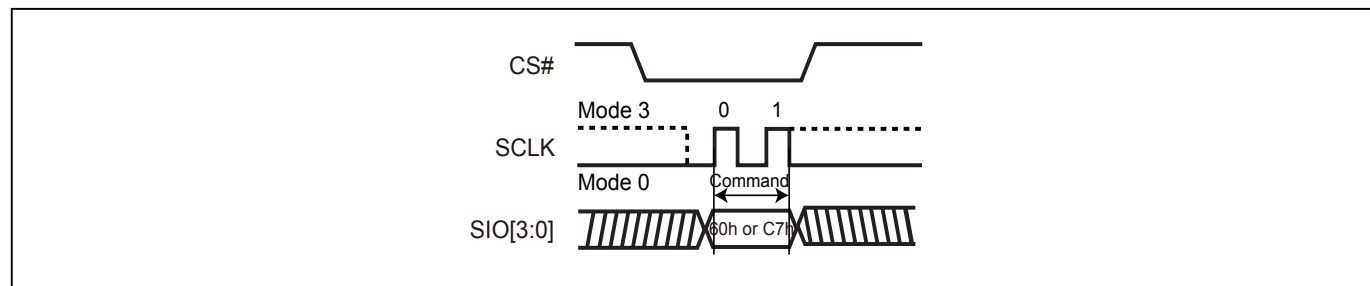 CS#
Mode 3 0 1
SCLK
Mode 0 Command
SIO[3:0] 60h or C7h